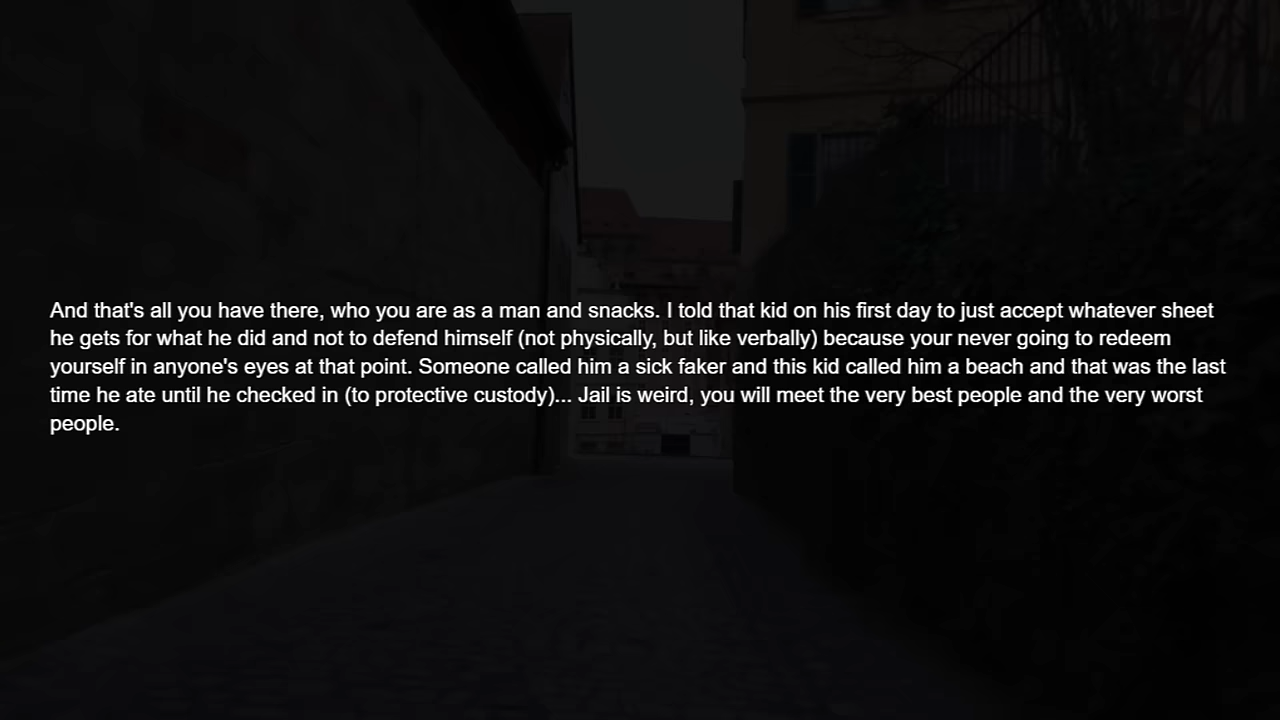 And that's all you have there, who you are as a man and snacks. I told that kid on his first day to just accept whatever sheet
he gets for what he did and not to defend himself (not physically, but like verbally) because your never going to redeem
yourself in anyone's eyes at that point. Someone called him a sick faker and this kid called him a beach and that was the last
time he ate until he checked in (to protective custody)... Jail is weird, you will meet the very best people and the very worst
people.